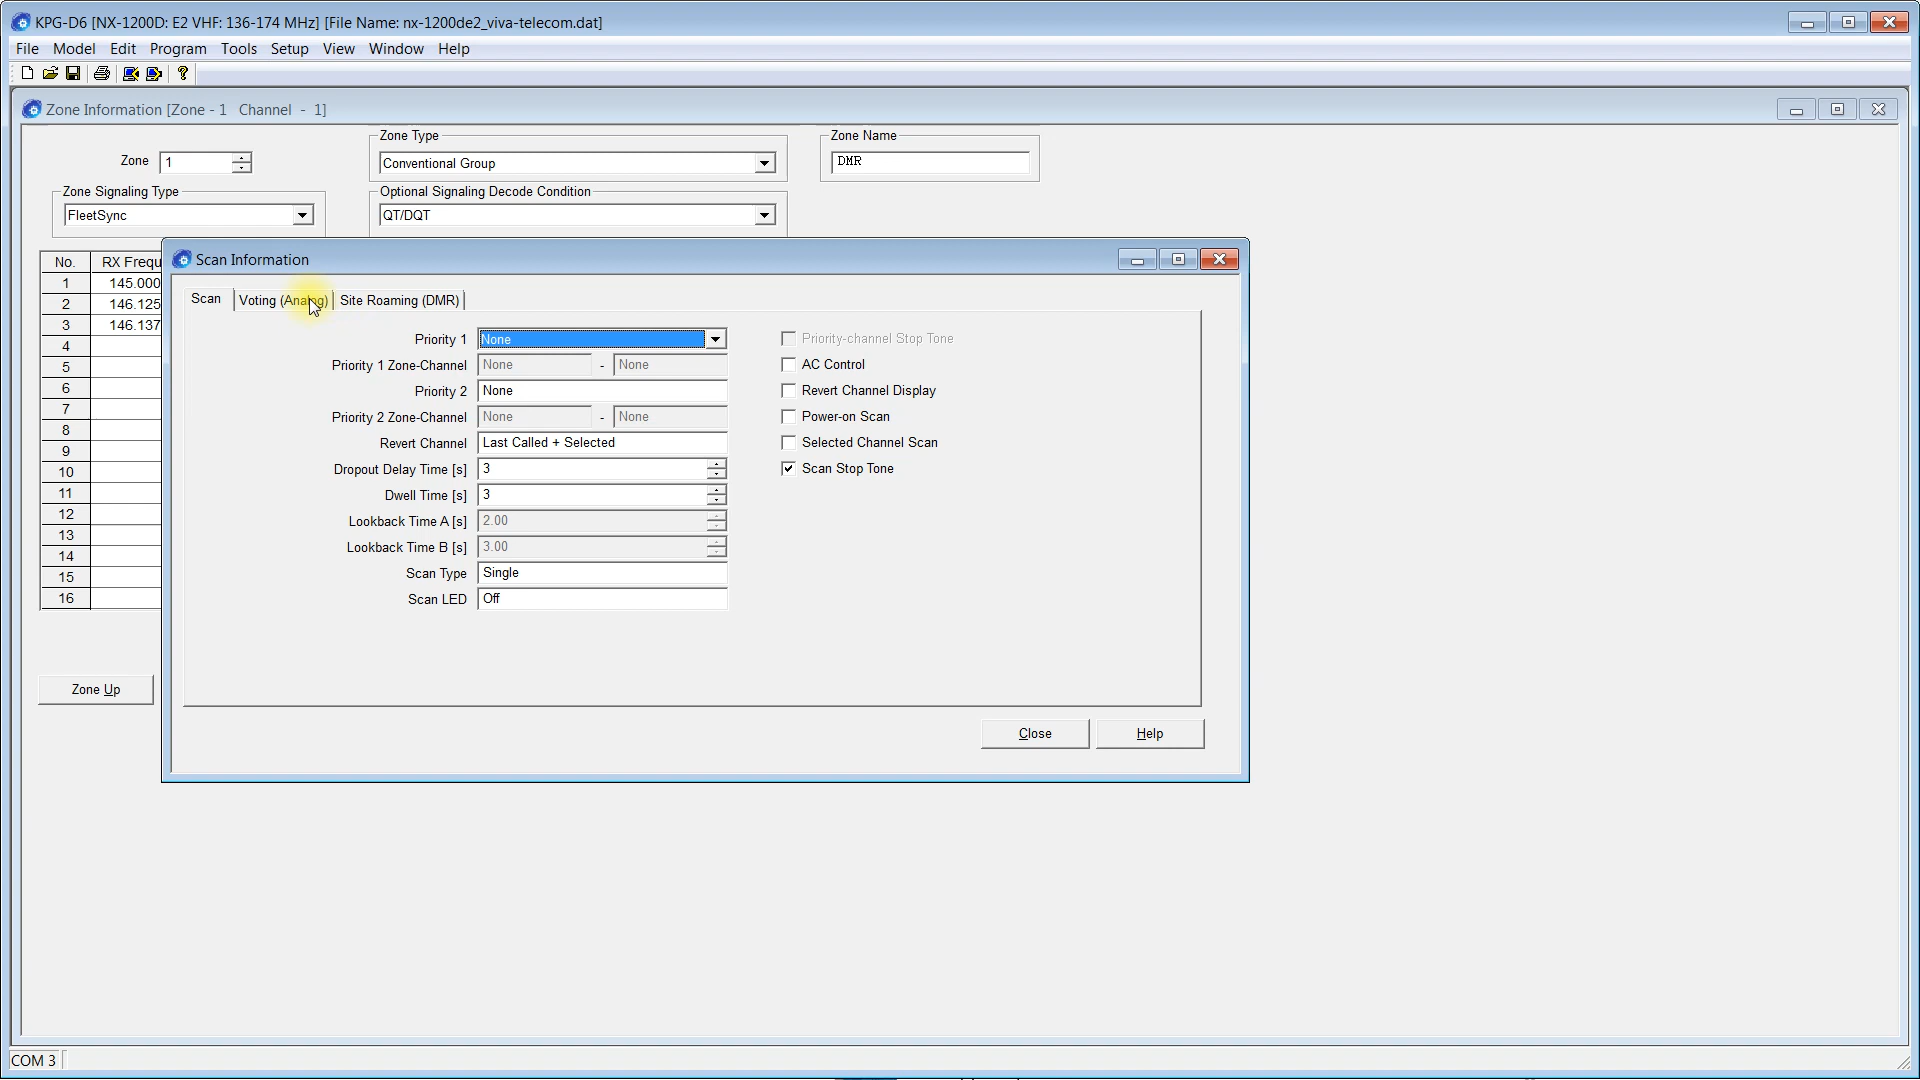 KPG-D6 [NX-1200D: E2 VHF: 136-174 MHz] [File Name: nx-1200de2_viva-telecom.dat]
File Model Edit Program Tools Setup View Window Help
Zone Information [Zone - 1 Channel - 1]
Zone 1
Zone Type
Conventional Group
Zone Name
DMR
Zone Signaling Type
FleetSync
Optional Signaling Decode Condition
QT/DQT
No. RX Frequ
1 145.000
2 146.125
3 146.137
4
5
6
7
8
9
10
11
12
13
14
15
16
Zone Up
Scan Information
Scan Voting (Analog) Site Roaming (DMR)
Priority 1 None
Priority 1 Zone-Channel None - None
Priority 2 None
Priority 2 Zone-Channel None - None
Revert Channel Last Called + Selected
Dropout Delay Time [s] 3
Dwell Time [s] 3
Lookback Time A [s] 2.00
Lookback Time B [s] 3.00
Scan Type Single
Scan LED Off
Priority-channel Stop Tone
AC Control
Revert Channel Display
Power-on Scan
Selected Channel Scan
Scan Stop Tone
Close Help
COM 3